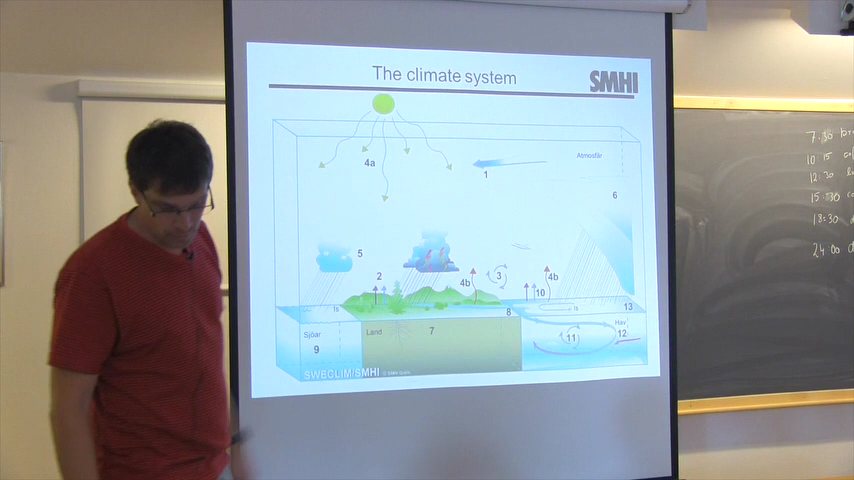 The climate system
SMHI
4a
1
Atmosfär
6
5
2
4b
3
4b
10
Is
Is
13
8
Sjöar
Land
7
Hav
12
9
11
SWECLIM/SMHI
7.30
10 15
12.30
15.30
18:30
24.00